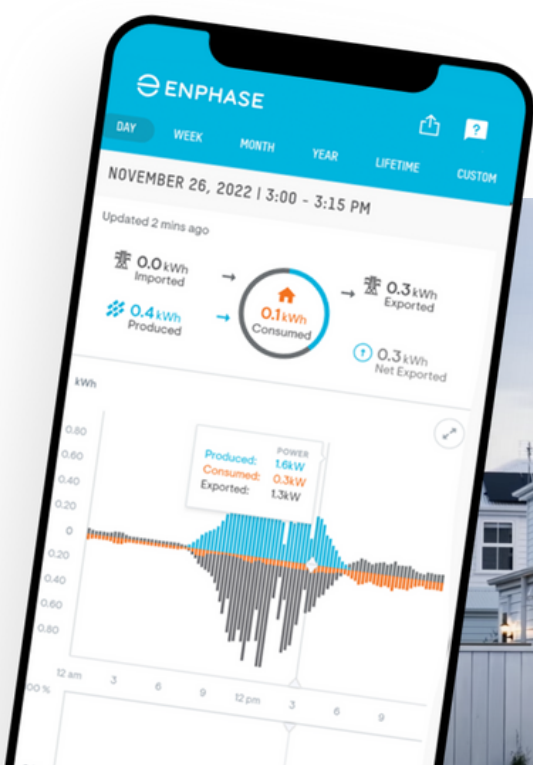 ENPHASE
DAY WEEK MONTH YEAR LIFETIME CUSTOM
NOVEMBER 26, 2022 | 3:00 - 3:15 PM
Updated 2 mins ago
0.0 kWh
Imported
0.3 kWh
Exported
0.1 kWh
Consumed
0.4 kWh
Produced
0.3 kWh
Net Exported
kWh
POWER
Produced: 1.6kW
Consumed: 0.3kW
Exported: 1.3kW
0.80
0.60
0.40
0.20
0
0.20
0.40
0.60
0.80
12 am 3 6 9 12 pm 3 6 9
00 %